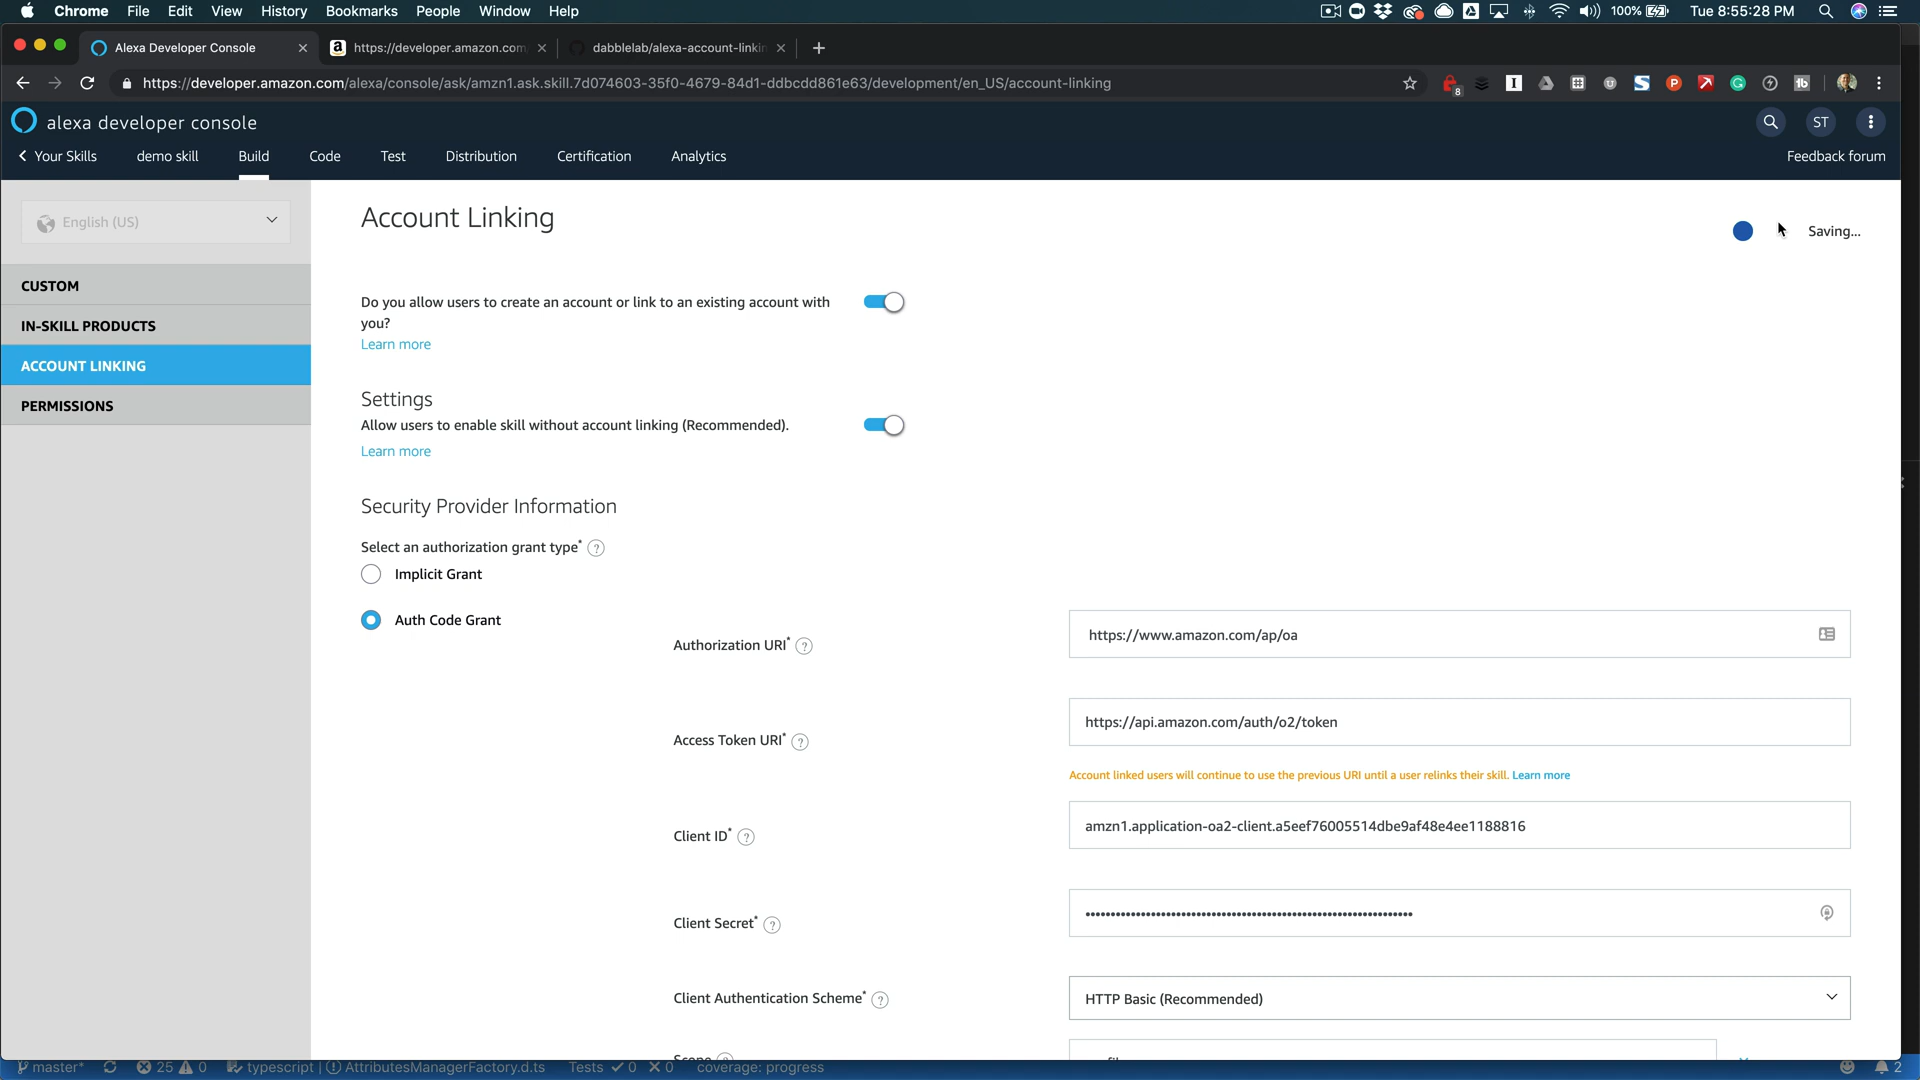 Chrome File Edit View History Bookmarks People Window Help 100% Tue 8:55:28 PM
Alexa Developer Console https://developer.amazon.com dabblelab/alexa-account-linkin
https://developer.amazon.com/alexa/console/ask/amzn1.ask.skill.7d074603-35f0-4679-84d1-ddbcdd861e63/development/en_US/account-linking 8
alexa developer console ST
Your Skills demo skill Build Code Test Distribution Certification Analytics Feedback forum
English (US)
CUSTOM
IN-SKILL PRODUCTS
ACCOUNT LINKING
PERMISSIONS
Account Linking
Saving...
Do you allow users to create an account or link to an existing account with
you?
Learn more
Settings
Allow users to enable skill without account linking (Recommended).
Learn more
Security Provider Information
Select an authorization grant type* ?
Implicit Grant
Auth Code Grant
Authorization URI* ?
https://www.amazon.com/ap/oa
Access Token URI* ?
https://api.amazon.com/auth/o2/token
Account linked users will continue to use the previous URI until a user relinks their skill. Learn more
Client ID* ?
amzn1.application-oa2-client.a5eef76005514dbe9af48e4ee1188816
Client Secret* ?
Client Authentication Scheme* ?
HTTP Basic (Recommended)
Scope
master* 25 0 typescript | AttributesManagerFactory.d.ts Tests 0 0 coverage: progress 2